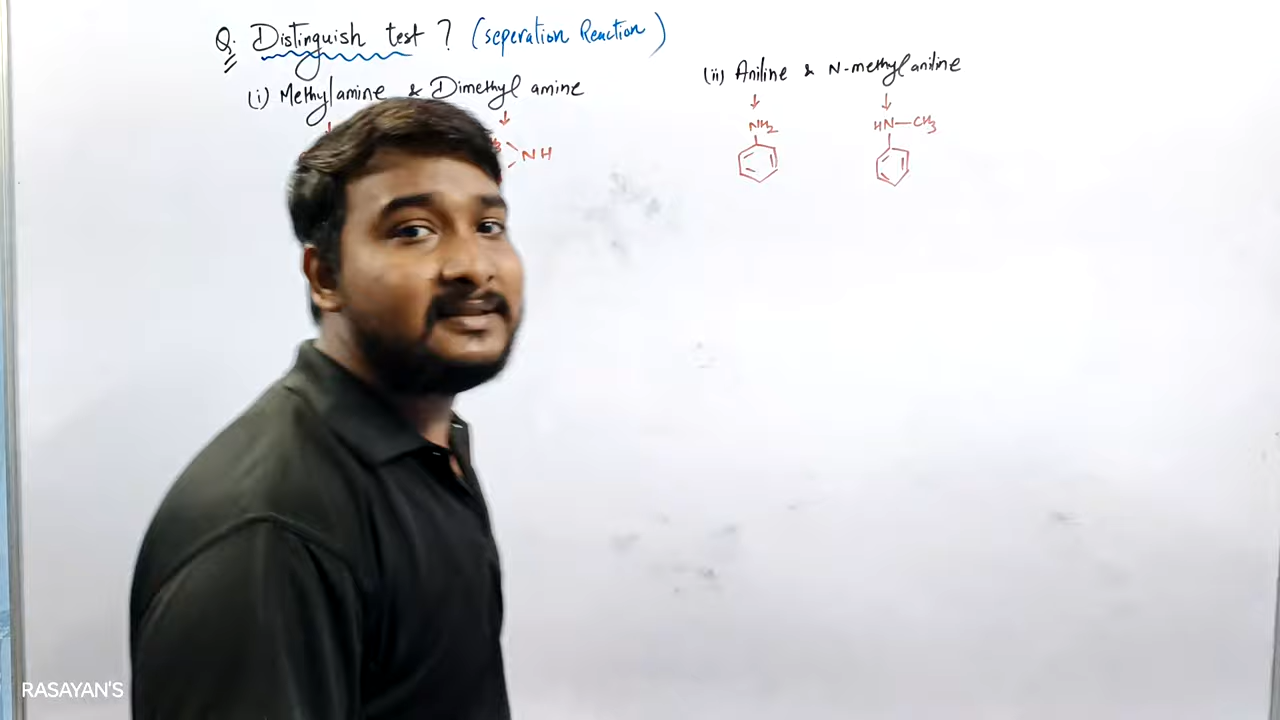 Q. Distinguish test ? (seperation Reaction)
(i) Methylamine & Dimethyl amine
NH
(ii) Aniline & N-methylaniline
NH₂
HN—CH₃
RASAYAN'S